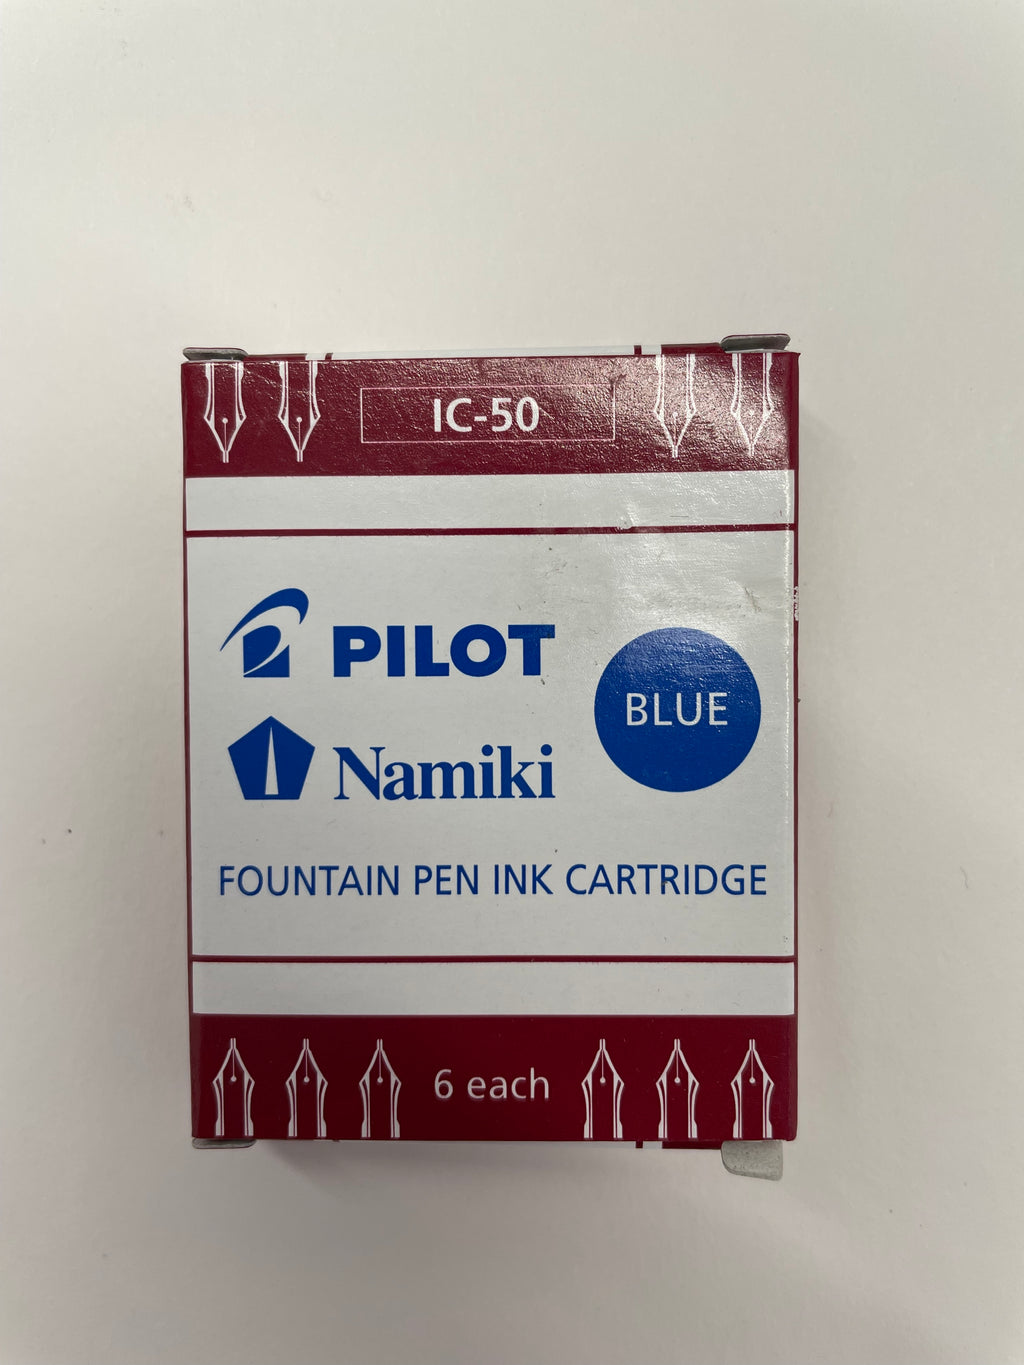 IC-50
PILOT
Namiki
BLUE
FOUNTAIN PEN INK CARTRIDGE
6 each